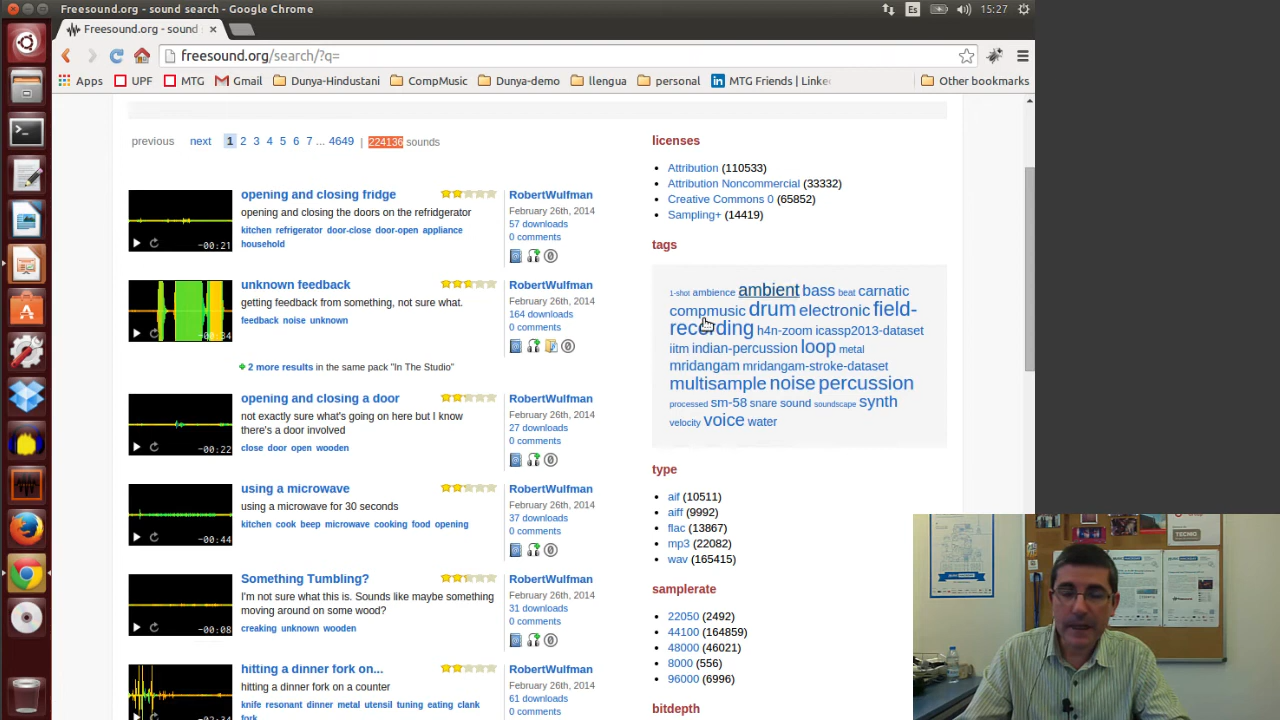 Freesound.org - sound search - Google Chrome
Es
15:27
Freesound.org - sound
freesound.org/search/?q=
Apps
UPF
MTG
Gmail
Dunya-Hindustani
CompMusic
Dunya-demo
llengua
personal
MTG Friends | Linke
Other bookmarks
previous next 1 2 3 4 5 6 7 ... 4649 | 224136 sounds
opening and closing fridge
opening and closing the doors on the refridgerator
kitchen refrigerator door-close door-open appliance
household
-00:21
RobertWulfman
February 26th, 2014
57 downloads
0 comments
unknown feedback
getting feedback from something, not sure what.
feedback noise unknown
RobertWulfman
February 26th, 2014
164 downloads
0 comments
2 more results in the same pack "In The Studio"
opening and closing a door
not exactly sure what's going on here but I know
there's a door involved
close door open wooden
-00:22
RobertWulfman
February 26th, 2014
27 downloads
0 comments
using a microwave
using a microwave for 30 seconds
kitchen cook beep microwave cooking food opening
-00:44
RobertWulfman
February 26th, 2014
37 downloads
0 comments
Something Tumbling?
I'm not sure what this is. Sounds like maybe something
moving around on some wood?
creaking unknown wooden
-00:08
RobertWulfman
February 26th, 2014
31 downloads
0 comments
hitting a dinner fork on...
hitting a dinner fork on a counter
knife resonant dinner metal utensil tuning eating clank
fork
RobertWulfman
February 26th, 2014
61 downloads
0 comments
licenses
Attribution (110533)
Attribution Noncommercial (33332)
Creative Commons 0 (65852)
Sampling+ (14419)
tags
1-shot ambience ambient bass beat carnatic
compmusic drum electronic field-
recording h4n-zoom icassp2013-dataset
iitm indian-percussion loop metal
mridangam mridangam-stroke-dataset
multisample noise percussion
processed sm-58 snare sound soundscape synth
velocity voice water
type
aif (10511)
aiff (9992)
flac (13867)
mp3 (22082)
wav (165415)
samplerate
22050 (2492)
44100 (164859)
48000 (46021)
8000 (556)
96000 (6996)
bitdepth